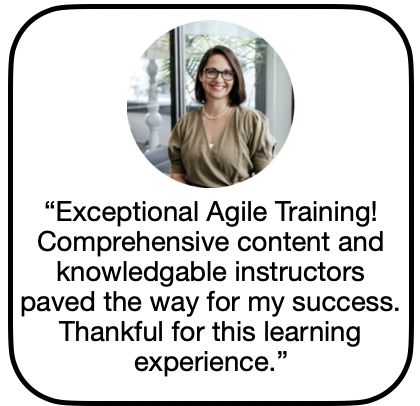 “Exceptional Agile Training!
Comprehensive content and
knowledgable instructors
paved the way for my success.
Thankful for this learning
experience.”